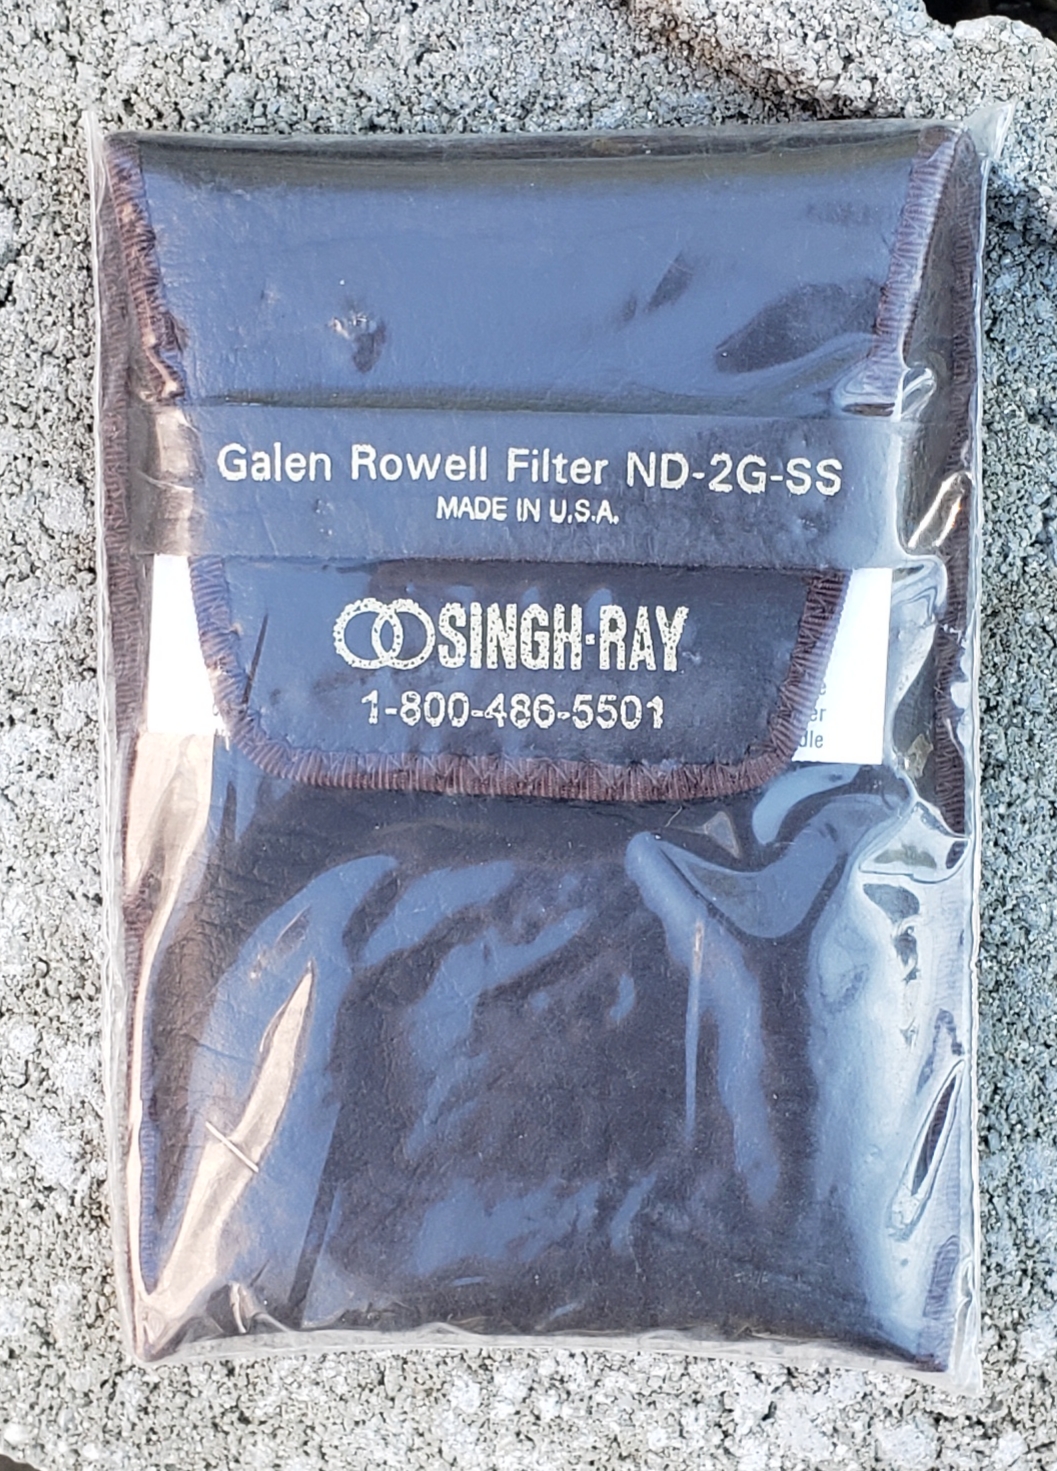 Galen Rowell Filter ND-2G-SS
MADE IN U.S.A.
SINGH-RAY
1-800-486-5501